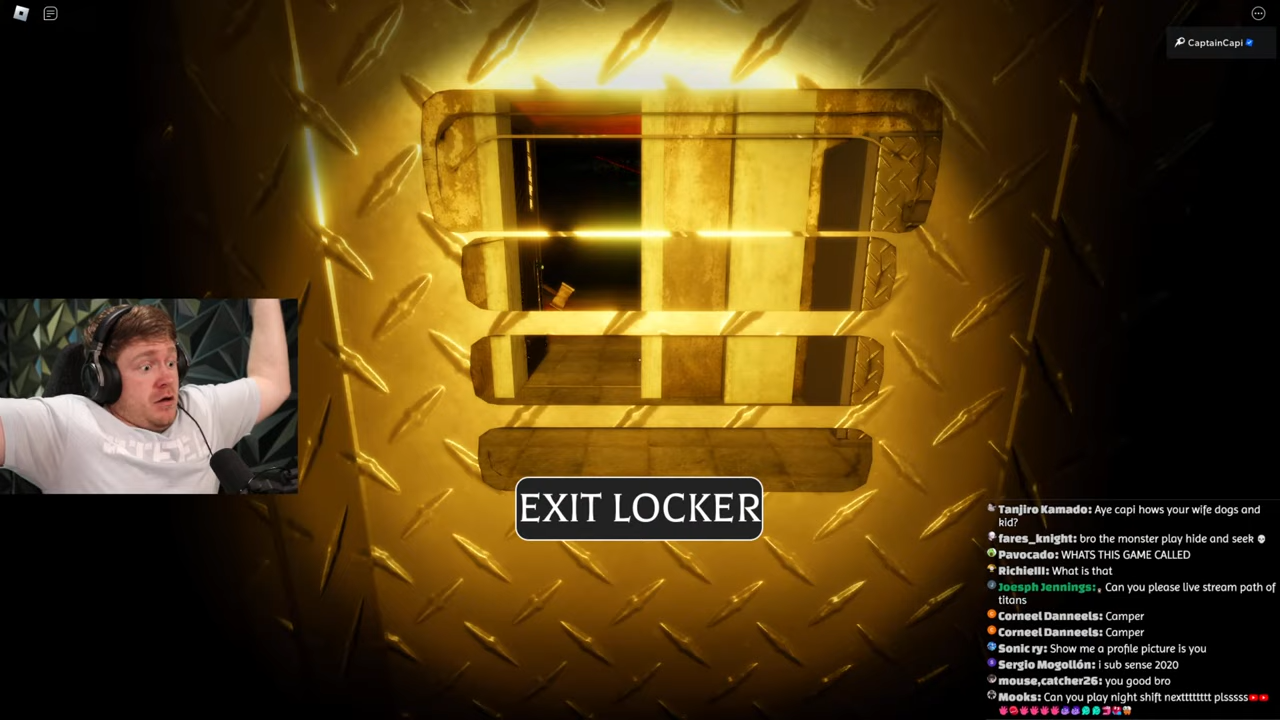 CaptainCapi
EXIT LOCKER
Tanjiro Kamado: Aye capi hows your wife dogs and
kid?
fares_knight: bro the monster play hide and seek
Pavocado: WHATS THIS GAME CALLED
RichieIII: What is that
Joesph Jennings: , Can you please live stream path of
titans
Corneel Danneels: Camper
Corneel Danneels: Camper
Sonic ry: Show me a profile picture is you
Sergio Mogollón: i sub sense 2020
mouse,catcher26: you good bro
Mooks: Can you play night shift nextttttttt plsssss